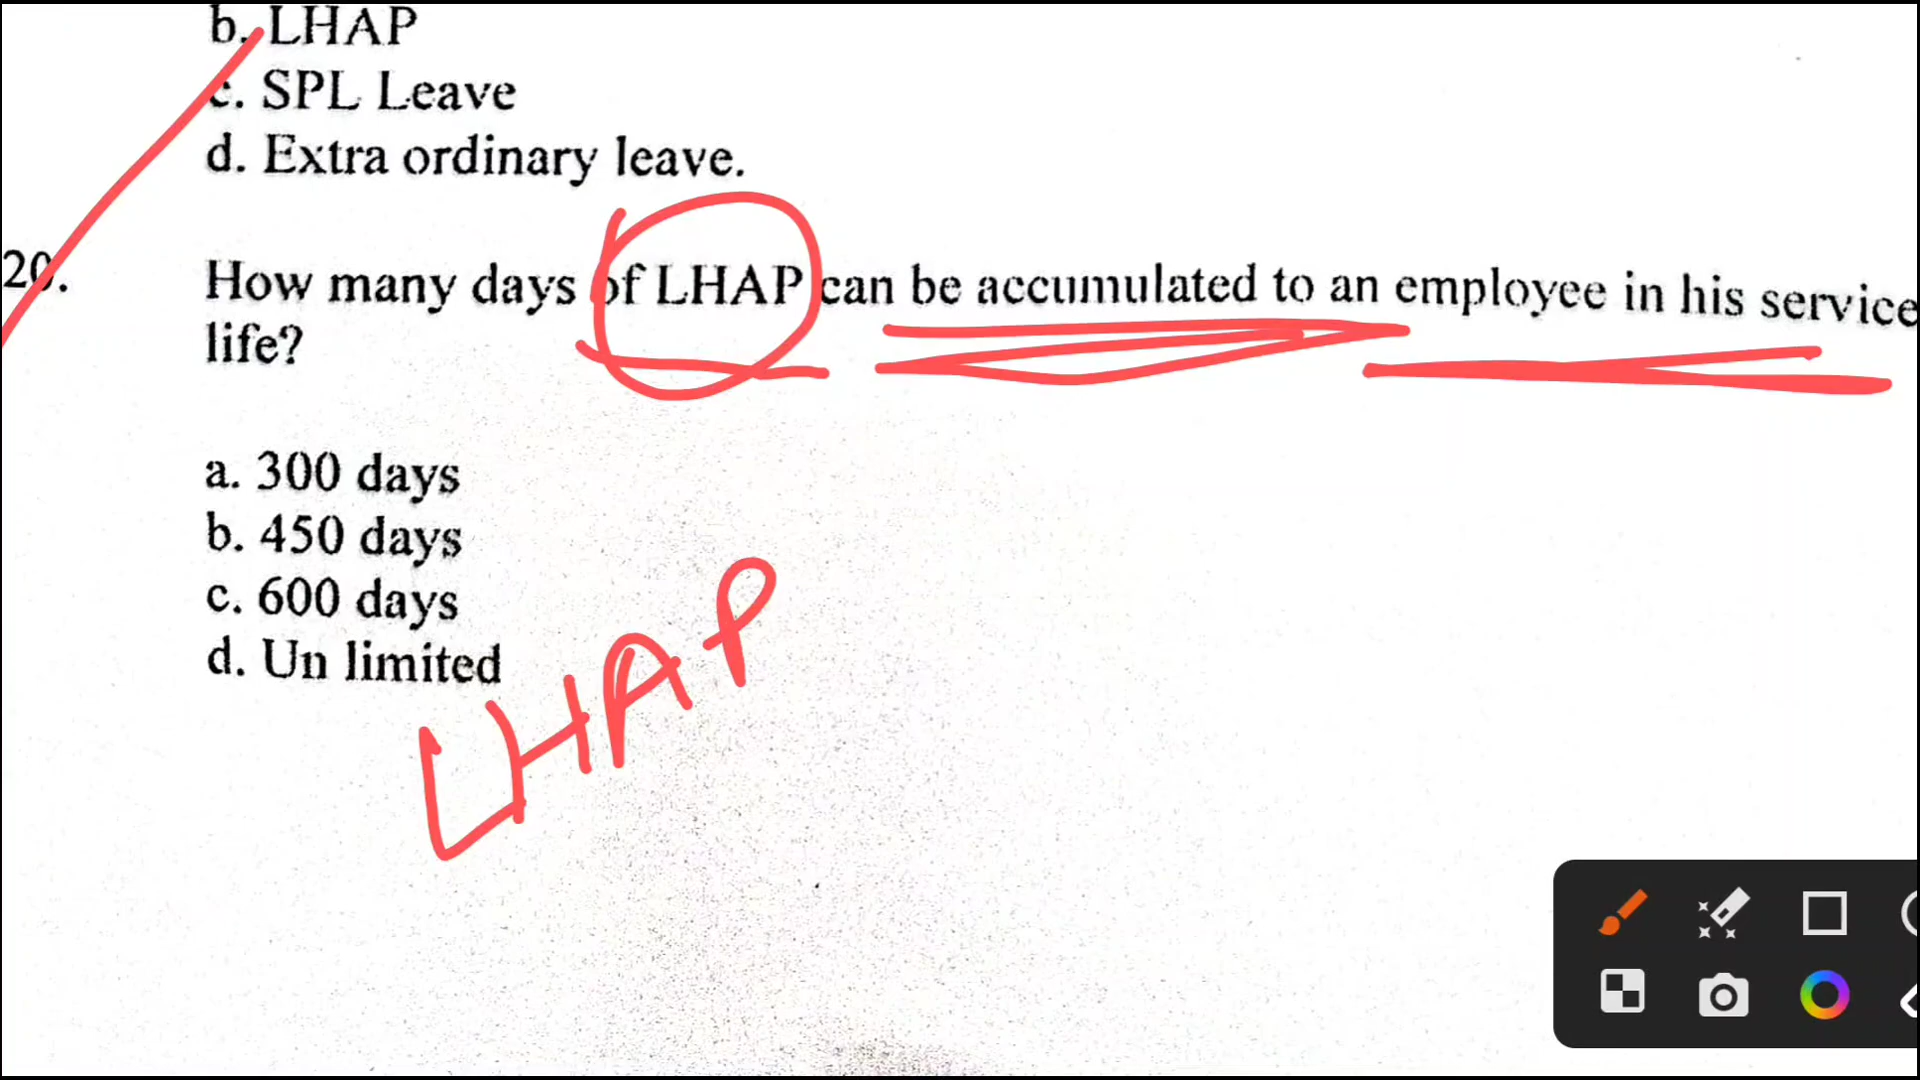 b. LHAP
c. SPL Leave
d. Extra ordinary leave.
20. How many days of LHAP can be accumulated to an employee in his service
life?
a. 300 days
b. 450 days
c. 600 days
d. Un limited
LHAP